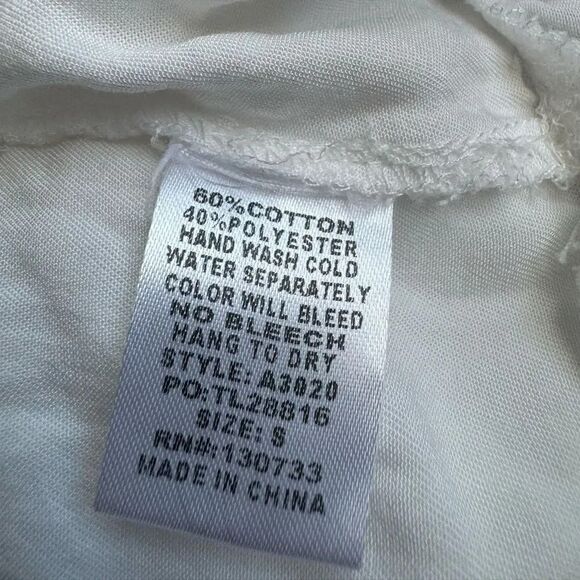 60%COTTON
40%POLYESTER
HAND WASH COLD
WATER SEPARATELY
COLOR WILL BLEED
NO BLEECH
HANG TO DRY
STYLE: A3020
PO:TL28816
SIZE: S
RN#:130733
MADE IN CHINA